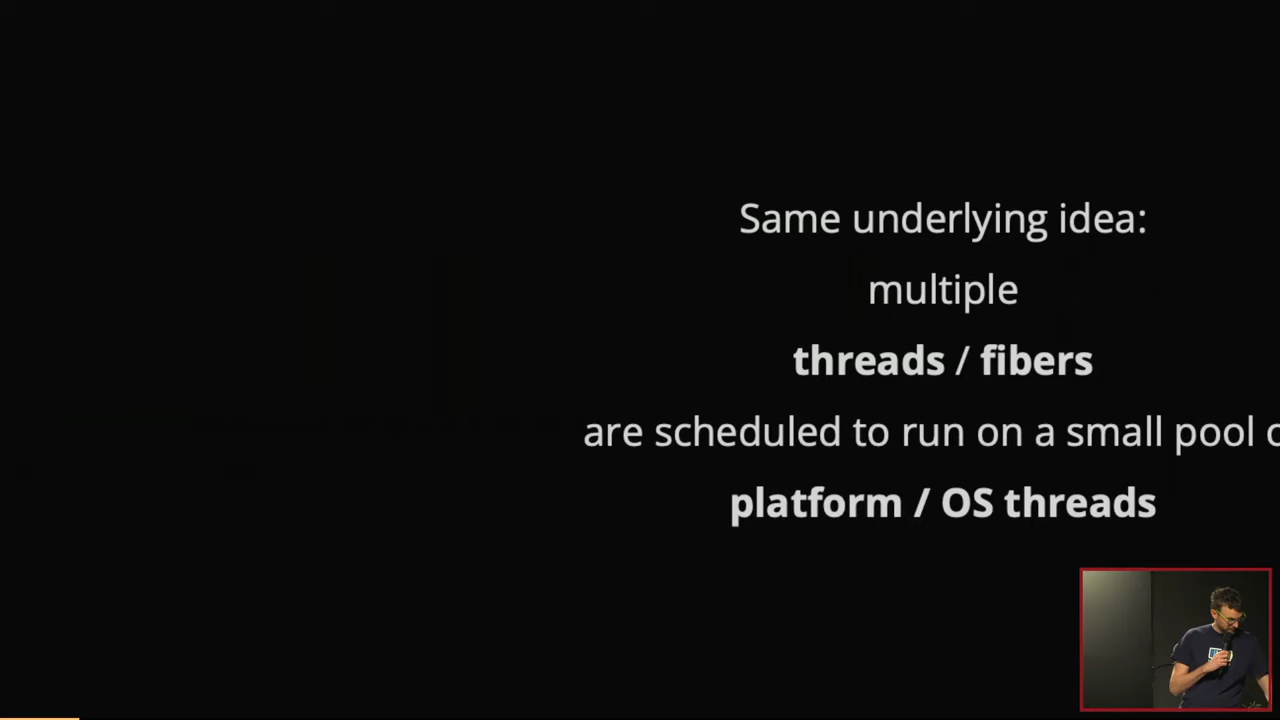 Same underlying idea:
multiple
threads / fibers
are scheduled to run on a small pool
platform / OS threads